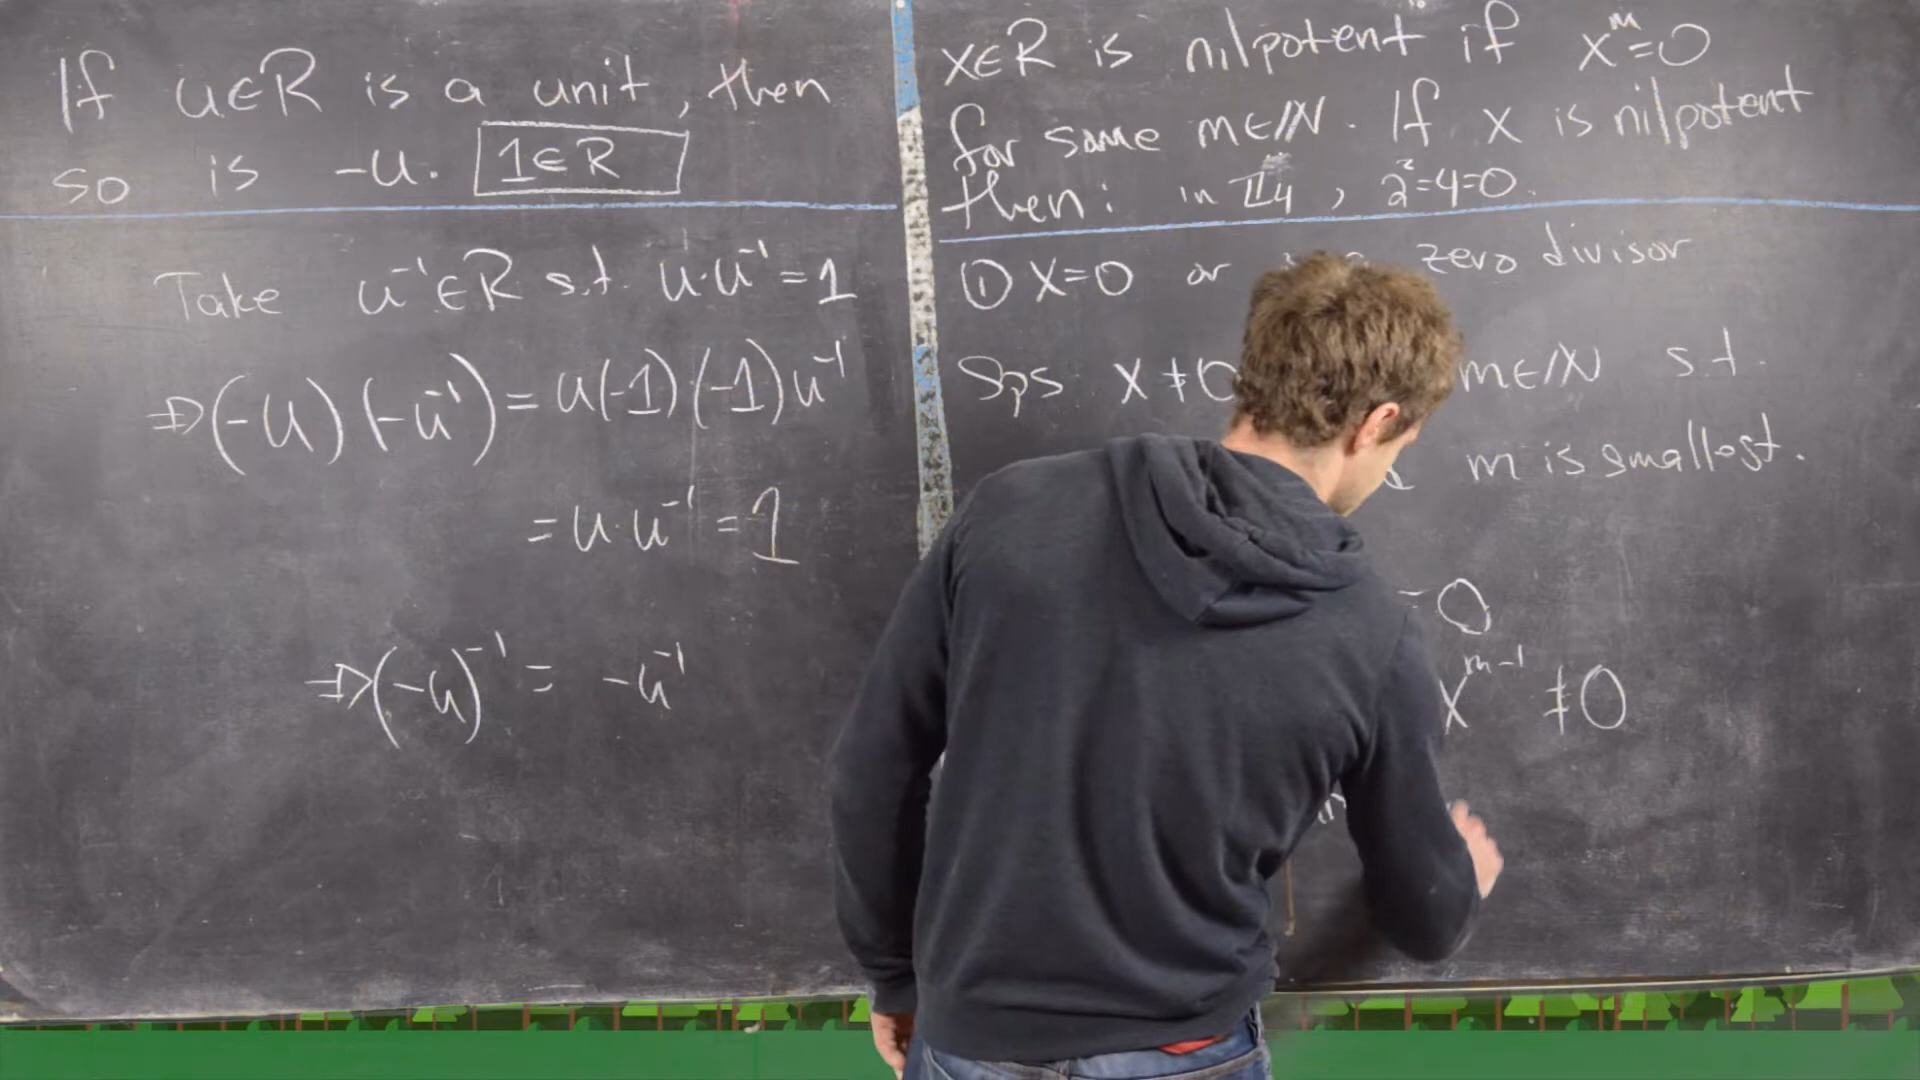 If u∈R is a unit, then
so is -u. 1∈R
Take u⁻¹∈R s.t. u·u⁻¹=1
⇒(-u)(-u⁻¹)=u(-1)(-1)u⁻¹
=u·u⁻¹=1
⇒(-u)⁻¹= -u⁻¹
x∈R is nilpotent if xᵐ=0
for some m∈ℕ. If x is nilpotent
then: in ℤ4, 2²=4=0.
① x=0 or zero divisor
Sps x≠0 m∈ℕ s.t.
m is smallest.
=0
xᵐ⁻¹ ≠0